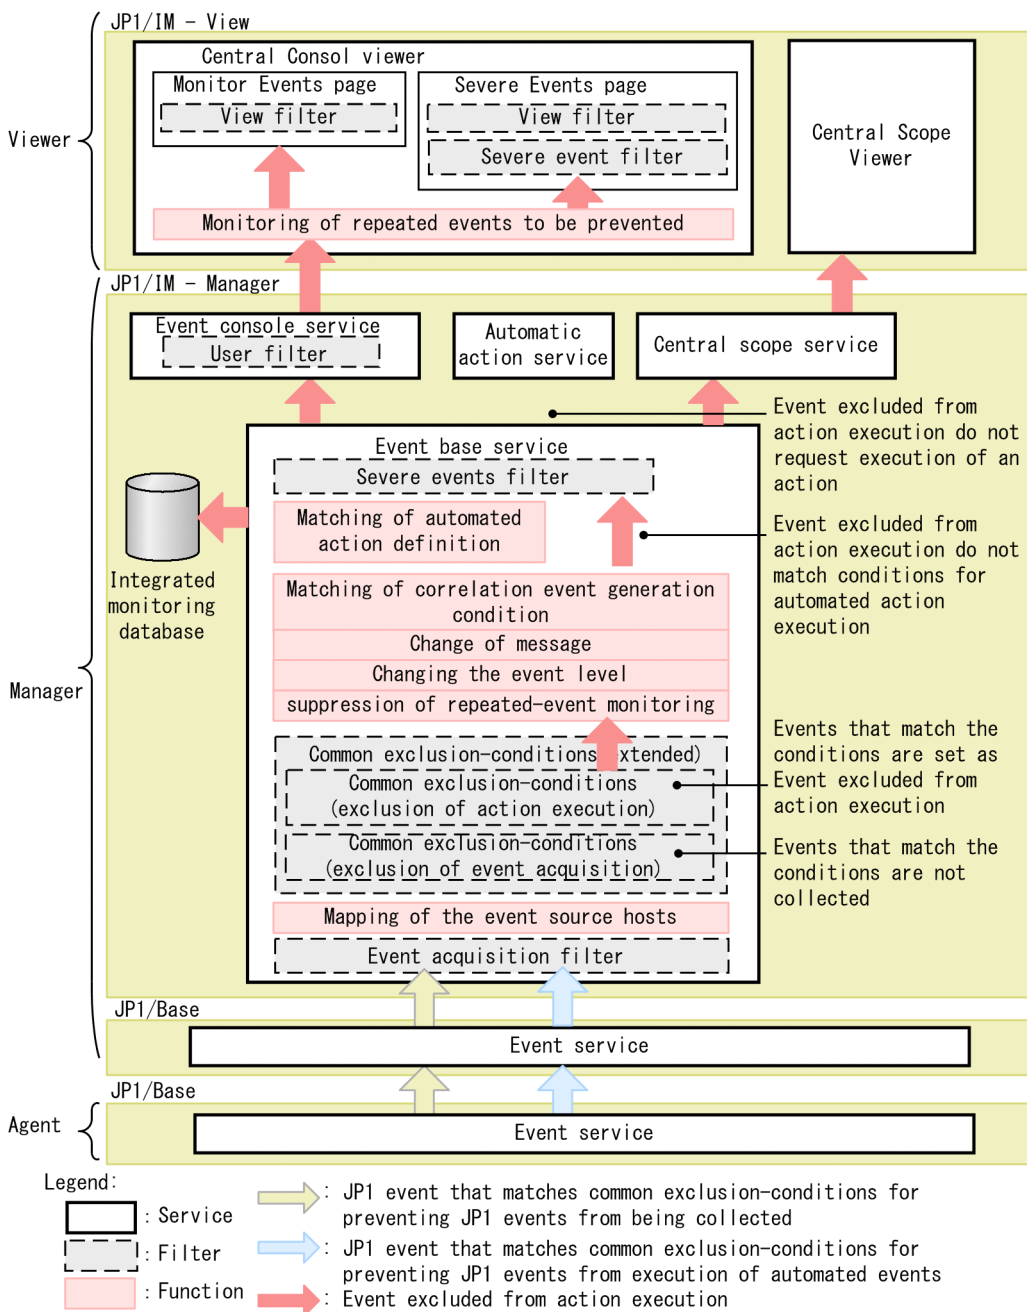 JP1/IM - View
Central Consol viewer
Monitor Events page
View filter
Severe Events page
View filter
Severe event filter
Monitoring of repeated events to be prevented
Central Scope
Viewer
Viewer
JP1/IM - Manager
Event console service
User filter
Automatic
action service
Central scope service
Event excluded from
action execution do not
request execution of an
action
Event base service
Severe events filter
Matching of automated
action definition
Event excluded from
action execution do not
match conditions for
automated action
execution
Integrated
monitoring
database
Matching of correlation event generation
condition
Change of message
Changing the event level
suppression of repeated-event monitoring
Manager
Common exclusion-conditions (extended)
Common exclusion-conditions
(exclusion of action execution)
Events that match the
conditions are set as
Event excluded from
action execution
Common exclusion-conditions
(exclusion of event acquisition)
Events that match the
conditions are not
collected
Mapping of the event source hosts
Event acquisition filter
JP1/Base
Event service
JP1/Base
Agent
Event service
Legend:
: Service
: Filter
: Function
: JP1 event that matches common exclusion-conditions for
preventing JP1 events from being collected
: JP1 event that matches common exclusion-conditions for
preventing JP1 events from execution of automated events
: Event excluded from action execution